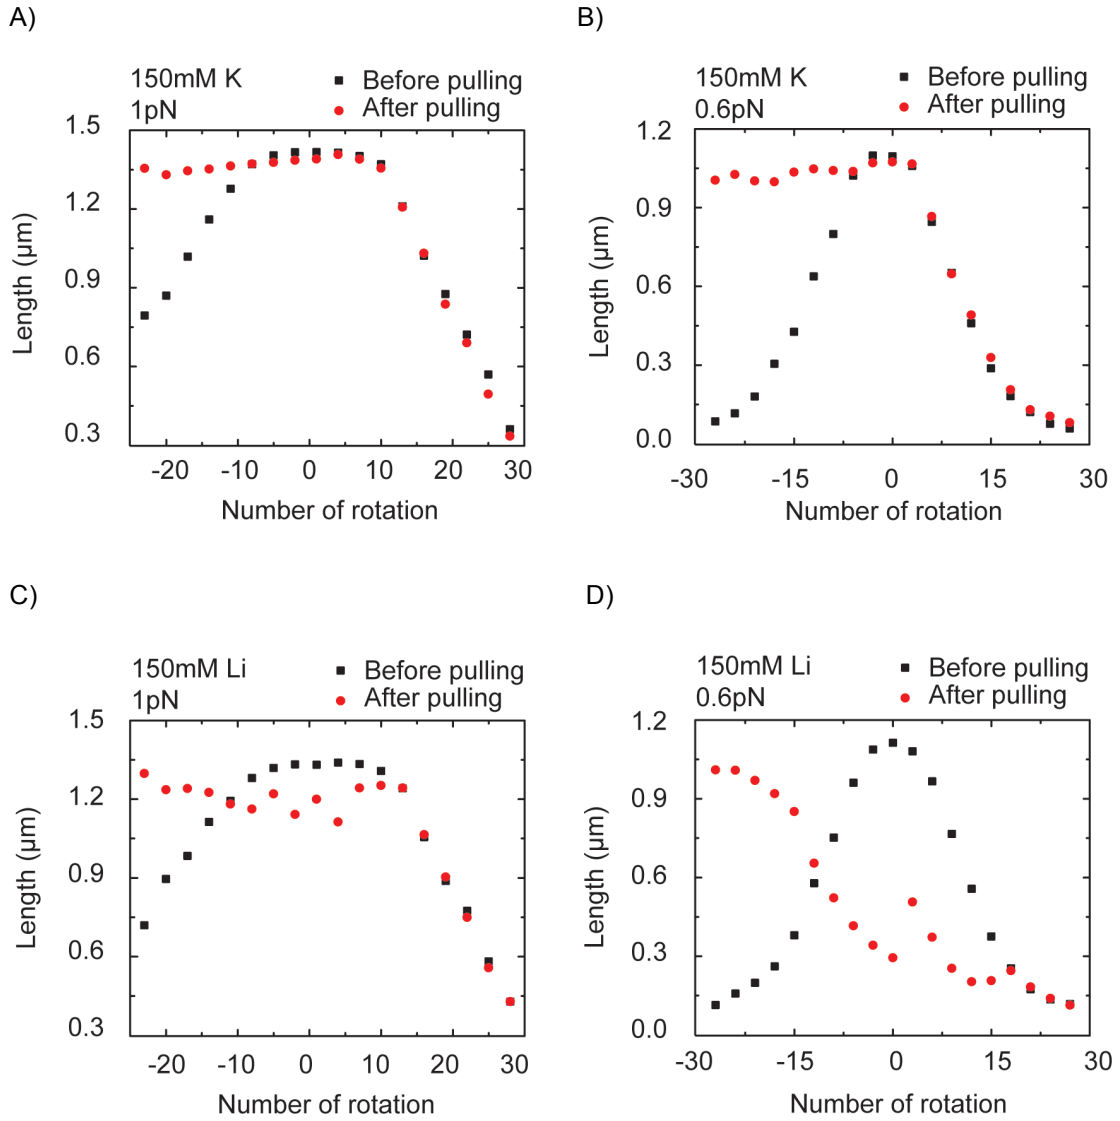 A)
150mM K
1pN
Before pulling
After pulling
1.5
1.2
0.9
0.6
0.3
Length (μm)
-20 -10 0 10 20 30
Number of rotation
B)
150mM K
0.6pN
Before pulling
After pulling
1.2
0.9
0.6
0.3
0.0
Length (μm)
-30 -15 0 15 30
Number of rotation
C)
150mM Li
1pN
Before pulling
After pulling
1.5
1.2
0.9
0.6
0.3
Length (μm)
-20 -10 0 10 20 30
Number of rotation
D)
150mM Li
0.6pN
Before pulling
After pulling
1.2
0.9
0.6
0.3
0.0
Length (μm)
-30 -15 0 15 30
Number of rotation